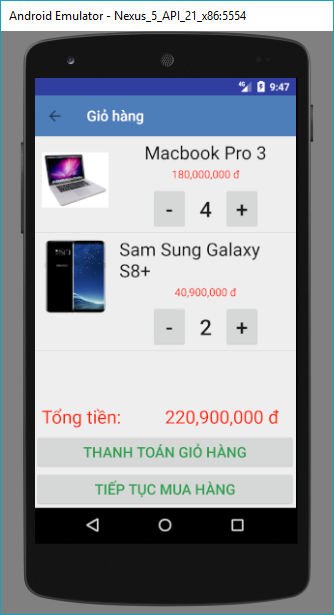 Android Emulator - Nexus_5_API_21_x86:5554
4G 9:47
Giỏ hàng
Macbook Pro 3
180,000,000 đ
- 4 +
Sam Sung Galaxy
S8+
40,900,000 đ
- 2 +
Tổng tiền: 220,900,000 đ
THANH TOÁN GIỎ HÀNG
TIẾP TỤC MUA HÀNG